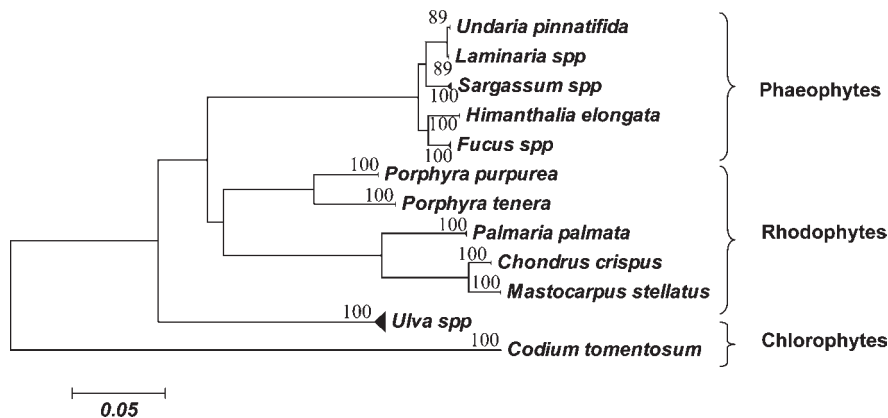 89 Undaria pinnatifida
Laminaria spp
89
Sargassum spp
100
Himanthalia elongata
100
Fucus spp
100
Phaeophytes
100 Porphyra purpurea
100 Porphyra tenera
100 Palmaria palmata
100 Chondrus crispus
100 Mastocarpus stellatus
Rhodophytes
100 Ulva spp
100 Codium tomentosum
Chlorophytes
0.05